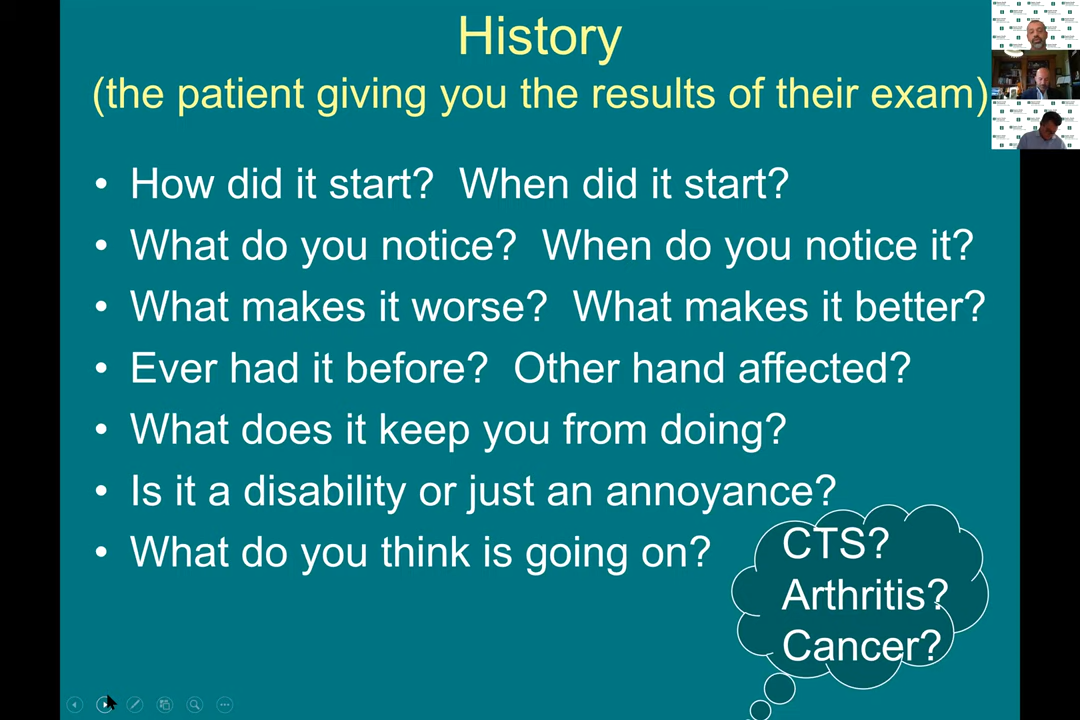 History
(the patient giving you the results of their exam)
• How did it start? When did it start?
• What do you notice? When do you notice it?
• What makes it worse? What makes it better?
• Ever had it before? Other hand affected?
• What does it keep you from doing?
• Is it a disability or just an annoyance?
• What do you think is going on?
CTS?
Arthritis?
Cancer?